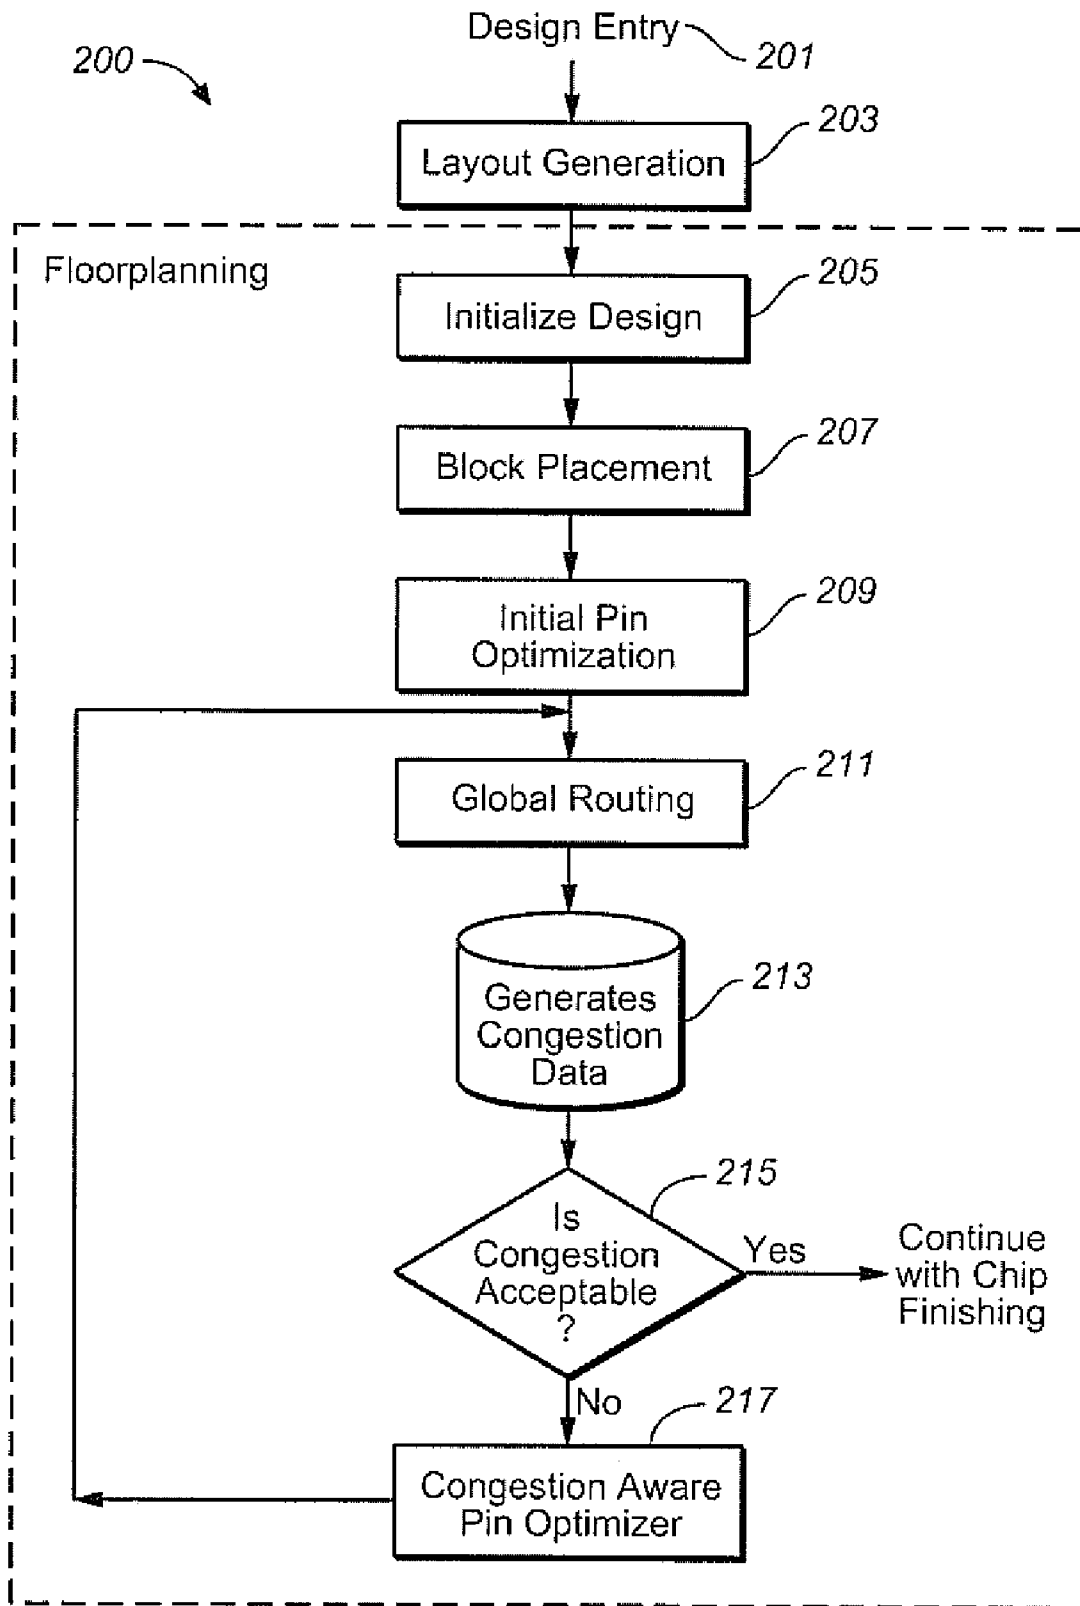 Design Entry
201
200
203
Layout Generation
Floorplanning
205
Initialize Design
207
Block Placement
209
Initial Pin
Optimization
211
Global Routing
213
Generates
Congestion
Data
215
Is
Congestion
Acceptable
?
Yes
Continue
with Chip
Finishing
No
217
Congestion Aware
Pin Optimizer